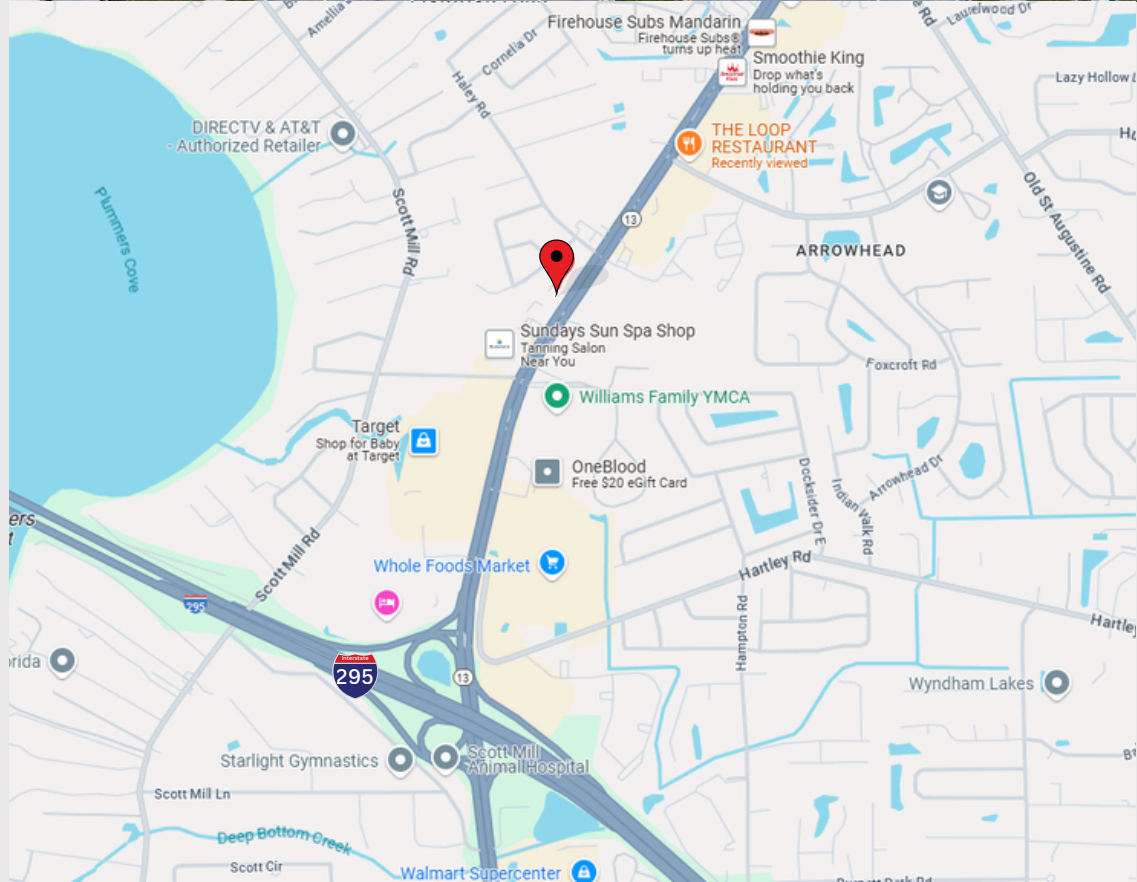 Amellia
Cornelia Dr
Haley Rd
Firehouse Subs Mandarin
Firehouse Subs®
turns up heat
Smoothie King
Drop what's
holding you back
Laurelwood Dr
Lazy Hollow
DIRECTV & AT&T
- Authorized Retailer
THE LOOP
RESTAURANT
Recently viewed
Plummers Cove
Scott Mill Rd
13
Old St Augustine Rd
ARROWHEAD
Sundays Sun Spa Shop
Tanning Salon
Near You
Foxcroft Rd
Williams Family YMCA
Target
Shop for Baby
at Target
OneBlood
Free $20 eGift Card
Docksider Dr E
Indian Walk Rd
Arrowhead Dr
Whole Foods Market
Hartley Rd
Scott Mill Rd
295
Hampton Rd
Hartley
Interstate
295
13
Wyndham Lakes
Starlight Gymnastics
Scott Mill
Animal Hospital
Scott Mill Ln
Deep Bottom Creek
Scott Cir
Walmart Supercenter